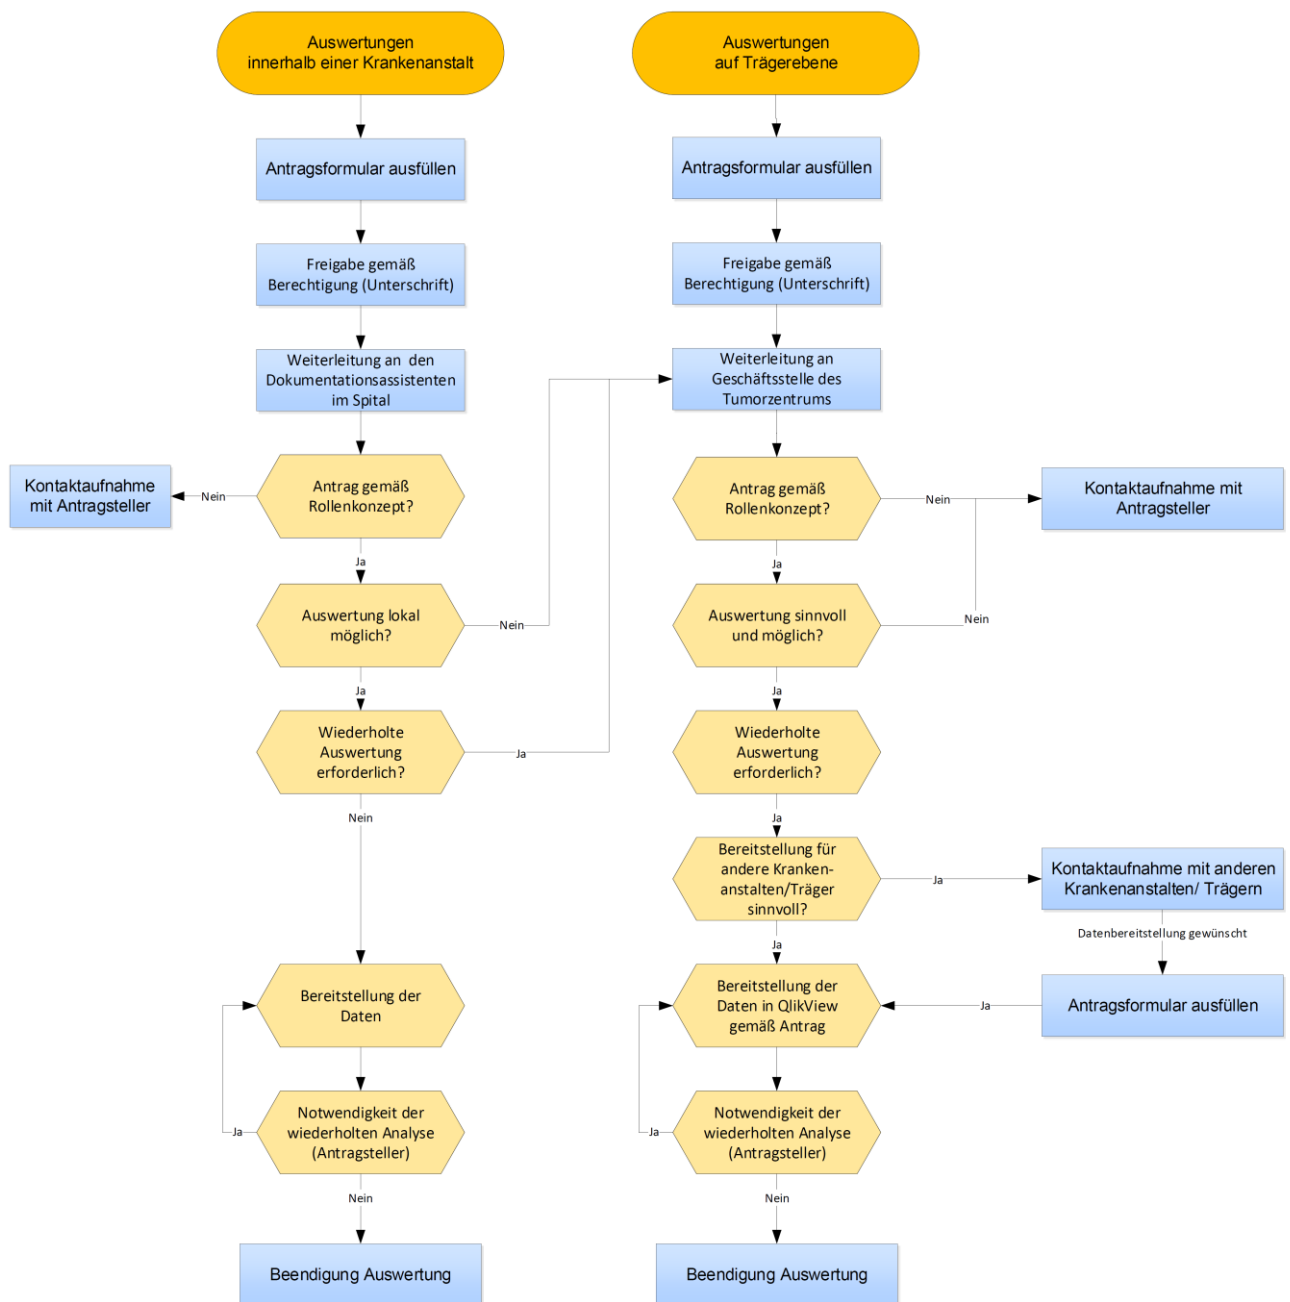 Auswertungen
innerhalb einer Krankenanstalt
Antragsformular ausfüllen
Freigabe gemäß
Berechtigung (Unterschrift)
Weiterleitung an den
Dokumentationsassistenten
im Spital
Antrag gemäß
Rollenkonzept?
Nein
Kontaktaufnahme
mit Antragsteller
Ja
Auswertung lokal
möglich?
Nein
Ja
Wiederholte
Auswertung
erforderlich?
Ja
Nein
Bereitstellung der
Daten
Notwendigkeit der
wiederholten Analyse
(Antragsteller)
Ja
Nein
Beendigung Auswertung
Auswertungen
auf Trägerebene
Antragsformular ausfüllen
Freigabe gemäß
Berechtigung (Unterschrift)
Weiterleitung an
Geschäftsstelle des
Tumorzentrums
Antrag gemäß
Rollenkonzept?
Nein
Kontaktaufnahme mit
Antragsteller
Ja
Auswertung sinnvoll
und möglich?
Nein
Ja
Wiederholte
Auswertung
erforderlich?
Ja
Bereitstellung für
andere Kranken-
anstalten/Träger
sinnvoll?
Ja
Kontaktaufnahme mit anderen
Krankenanstalten/ Trägern
Datenbereitstellung gewünscht
Antragsformular ausfüllen
Ja
Ja
Bereitstellung der
Daten in QlikView
gemäß Antrag
Notwendigkeit der
wiederholten Analyse
(Antragsteller)
Ja
Nein
Beendigung Auswertung